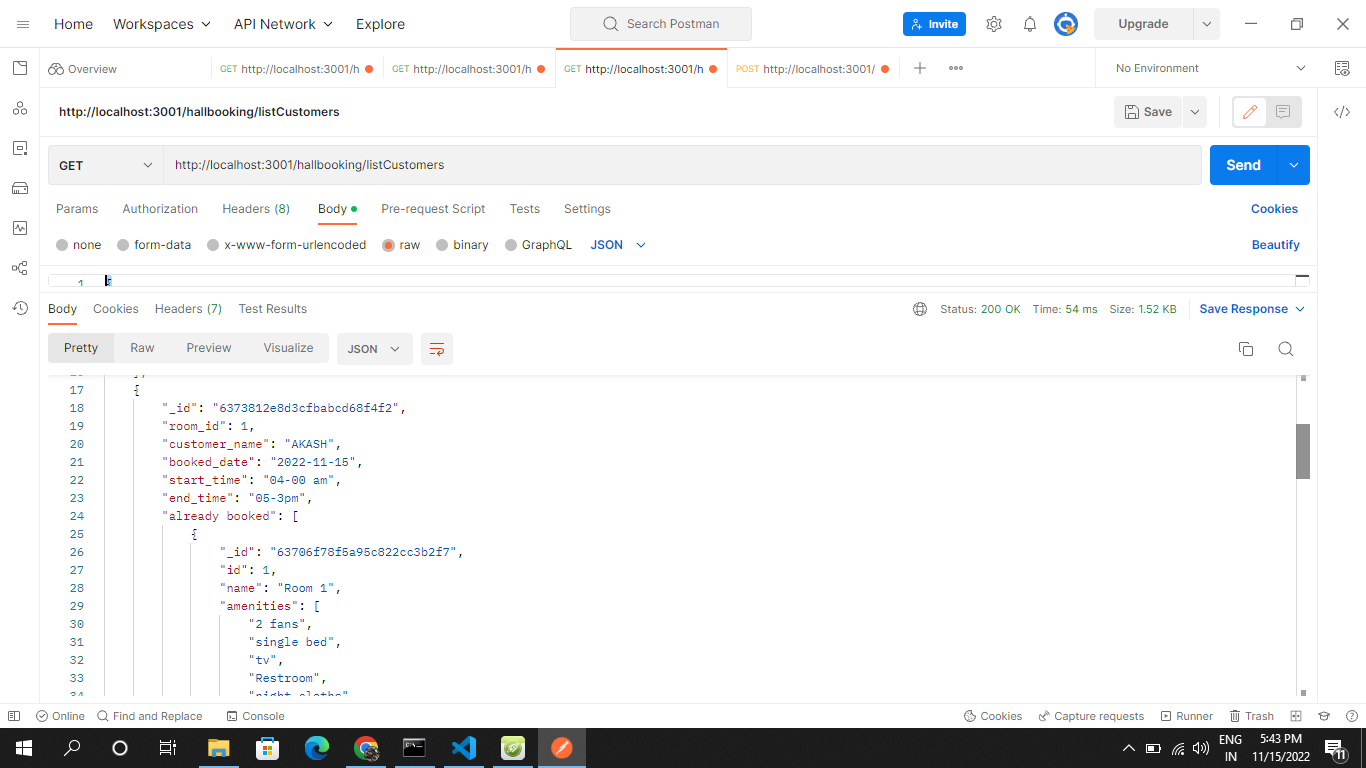 Home Workspaces API Network Explore Search Postman Invite Upgrade
Overview GET http://localhost:3001/h GET http://localhost:3001/h GET http://localhost:3001/h POST http://localhost:3001/ No Environment
http://localhost:3001/hallbooking/listCustomers Save
GET http://localhost:3001/hallbooking/listCustomers Send
Params Authorization Headers (8) Body Pre-request Script Tests Settings Cookies
none form-data x-www-form-urlencoded raw binary GraphQL JSON Beautify
1
Body Cookies Headers (7) Test Results Status: 200 OK Time: 54 ms Size: 1.52 KB Save Response
Pretty Raw Preview Visualize JSON
17 {
18 "_id": "6373812e8d3cfbabcd68f4f2",
19 "room_id": 1,
20 "customer_name": "AKASH",
21 "booked_date": "2022-11-15",
22 "start_time": "04-00 am",
23 "end_time": "05-3pm",
24 "already booked": [
25 {
26 "_id": "63706f78f5a95c822cc3b2f7",
27 "id": 1,
28 "name": "Room 1",
29 "amenities": [
30 "2 fans",
31 "single bed",
32 "tv",
33 "Restroom",
Online Find and Replace Console Cookies Capture requests Runner Trash
ENG 5:43 PM
IN 11/15/2022 11